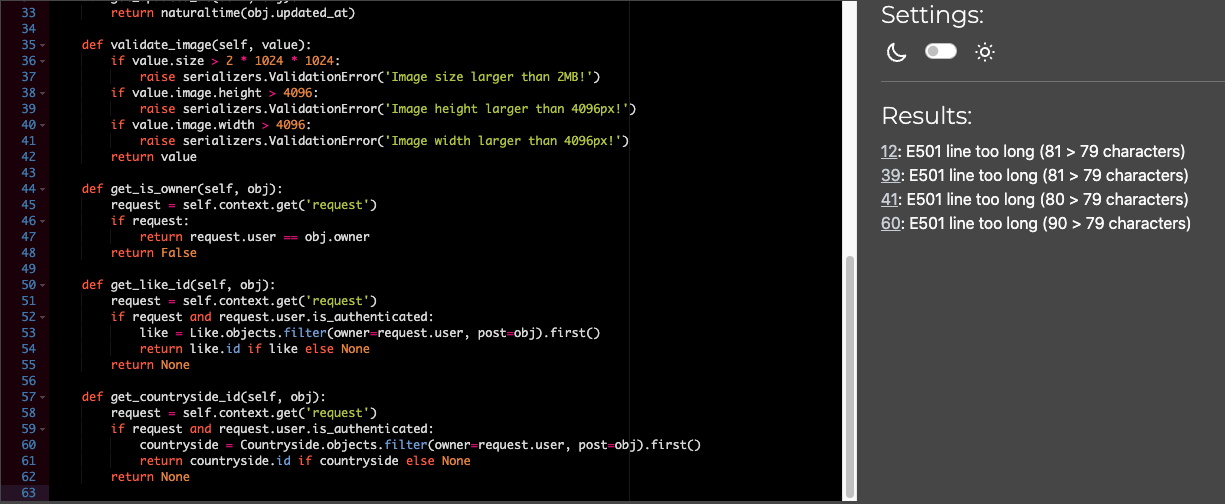 33 return naturaltime(obj.updated_at)
34
35 def validate_image(self, value):
36 if value.size > 2 * 1024 * 1024:
37 raise serializers.ValidationError('Image size larger than 2MB!')
38 if value.image.height > 4096:
39 raise serializers.ValidationError('Image height larger than 4096px!')
40 if value.image.width > 4096:
41 raise serializers.ValidationError('Image width larger than 4096px!')
42 return value
43
44 def get_is_owner(self, obj):
45 request = self.context.get('request')
46 if request:
47 return request.user == obj.owner
48 return False
49
50 def get_like_id(self, obj):
51 request = self.context.get('request')
52 if request and request.user.is_authenticated:
53 like = Like.objects.filter(owner=request.user, post=obj).first()
54 return like.id if like else None
55 return None
56
57 def get_countryside_id(self, obj):
58 request = self.context.get('request')
59 if request and request.user.is_authenticated:
60 countryside = Countryside.objects.filter(owner=request.user, post=obj).first()
61 return countryside.id if countryside else None
62 return None
63
Settings:
Results:
12: E501 line too long (81 > 79 characters)
39: E501 line too long (81 > 79 characters)
41: E501 line too long (80 > 79 characters)
60: E501 line too long (90 > 79 characters)